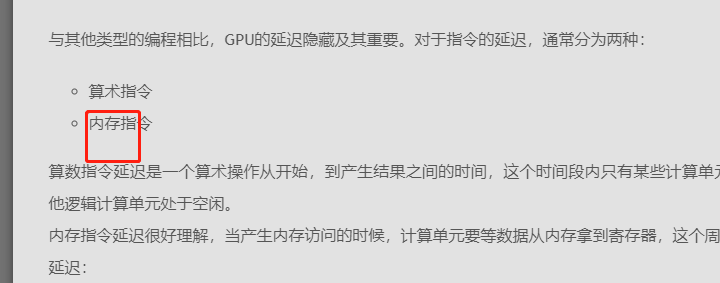 与其他类型的编程相比，GPU的延迟隐藏及其重要。对于指令的延迟，通常分为两种：
算术指令
内存指令
算数指令延迟是一个算术操作从开始，到产生结果之间的时间，这个时间段内只有某些计算单元
他逻辑计算单元处于空闲。
内存指令延迟很好理解，当产生内存访问的时候，计算单元要等数据从内存拿到寄存器，这个周
延迟：